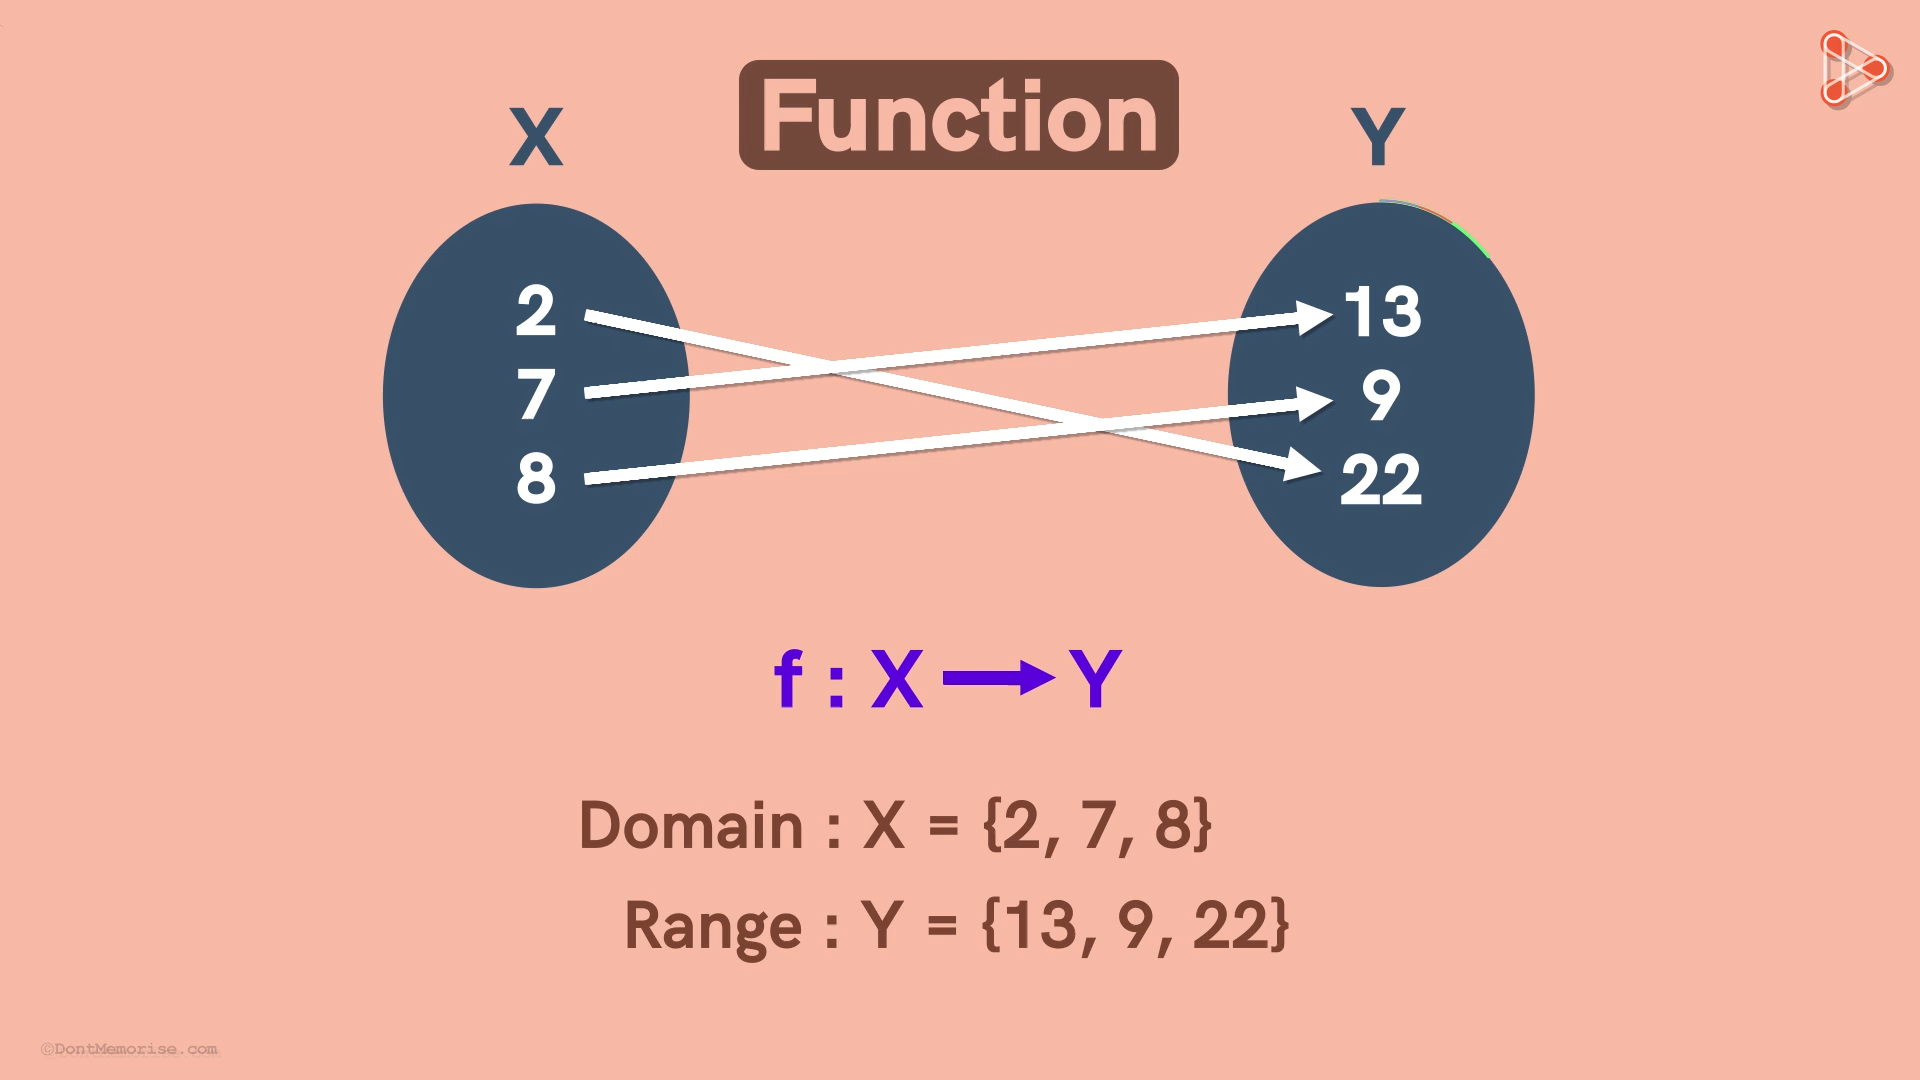 Function
X
Y
2
7
8
13
9
22
f : X → Y
Domain : X = {2, 7, 8}
Range : Y = {13, 9, 22}
©DontMemorise.com